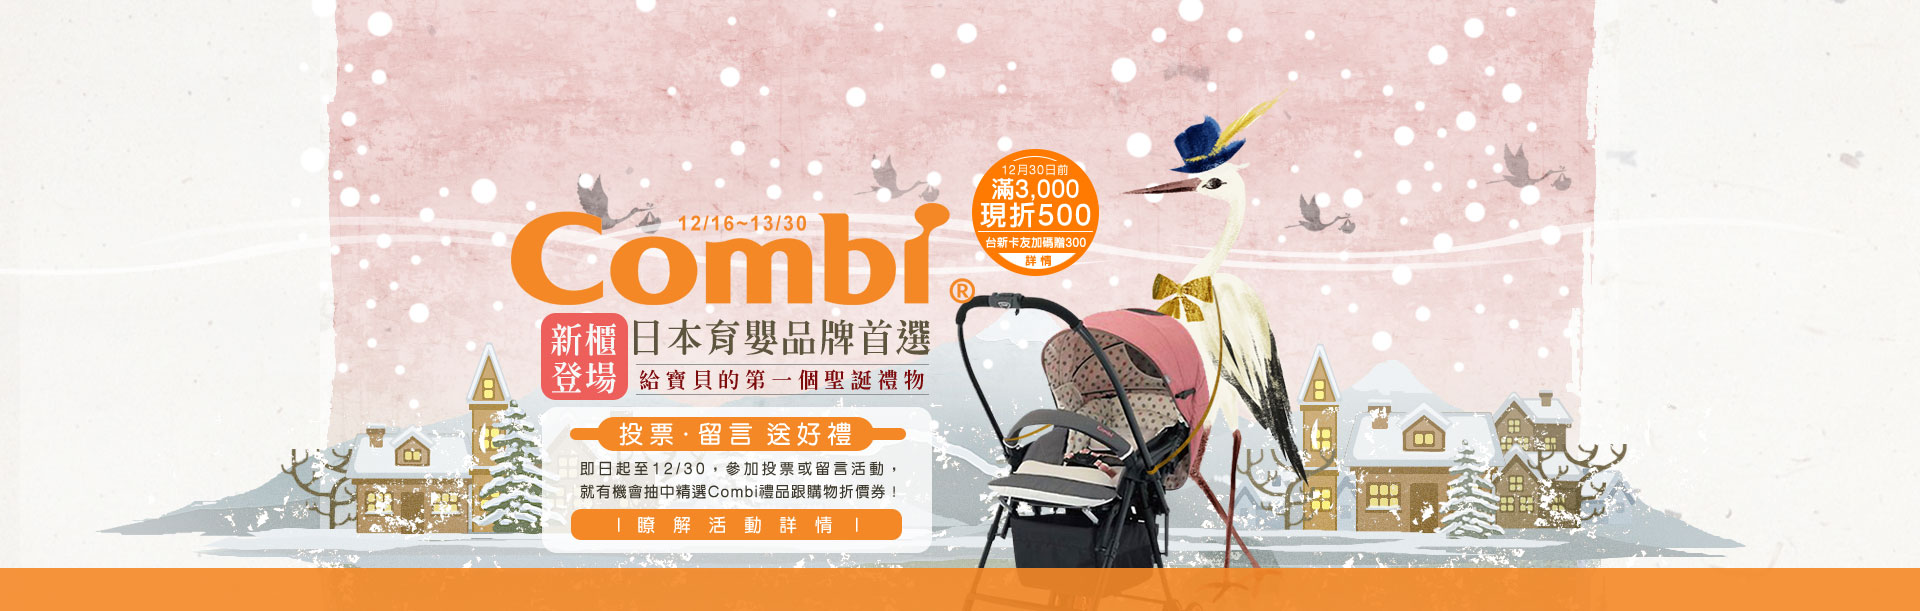 12/16~13/30
Combi®
12月30日前
滿3,000
現折500
台新卡友加碼贈300
詳情
新櫃
登場
日本育嬰品牌首選
給寶貝的第一個聖誕禮物
投票·留言 送好禮
即日起至12/30，參加投票或留言活動，
就有機會抽中精選Combi禮品跟購物折價券！
| 瞭解活動詳情 |